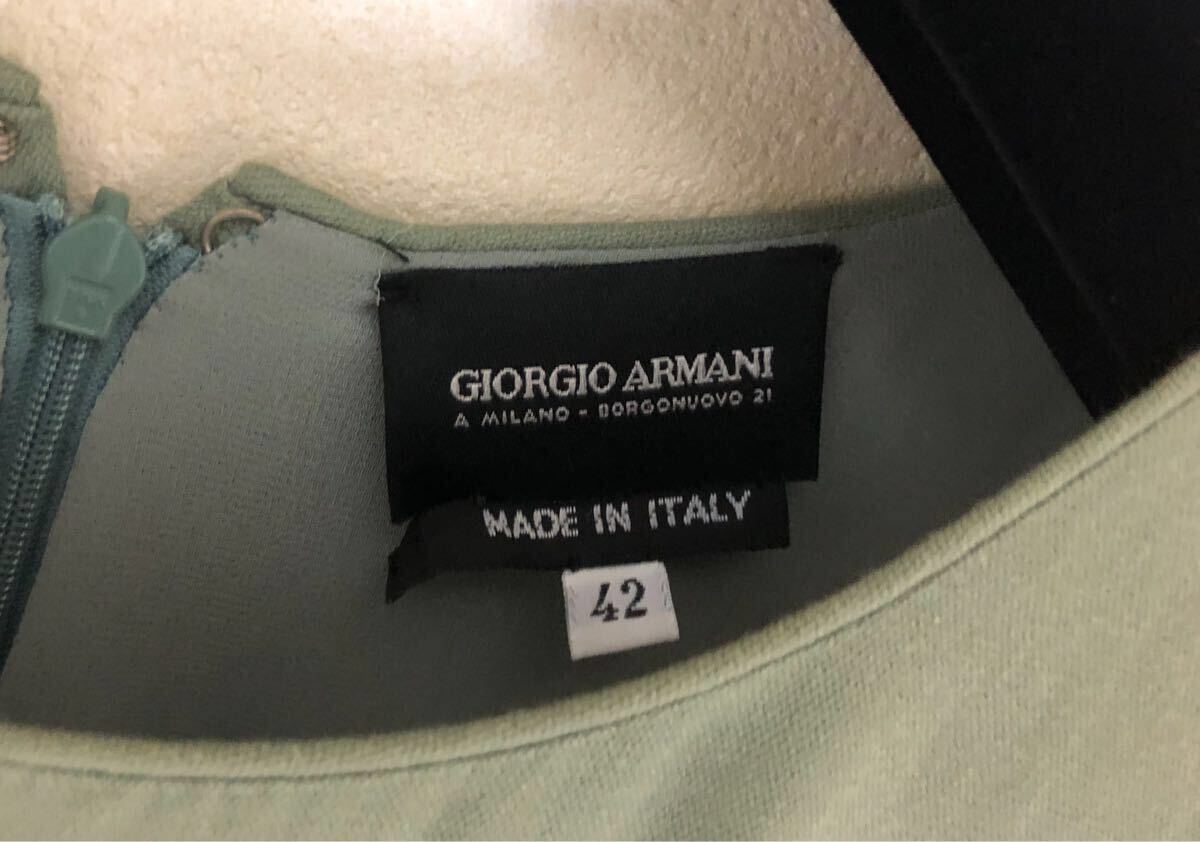 GIORGIO ARMANI
A MILANO - BORGONUOVO 21
MADE IN ITALY
42